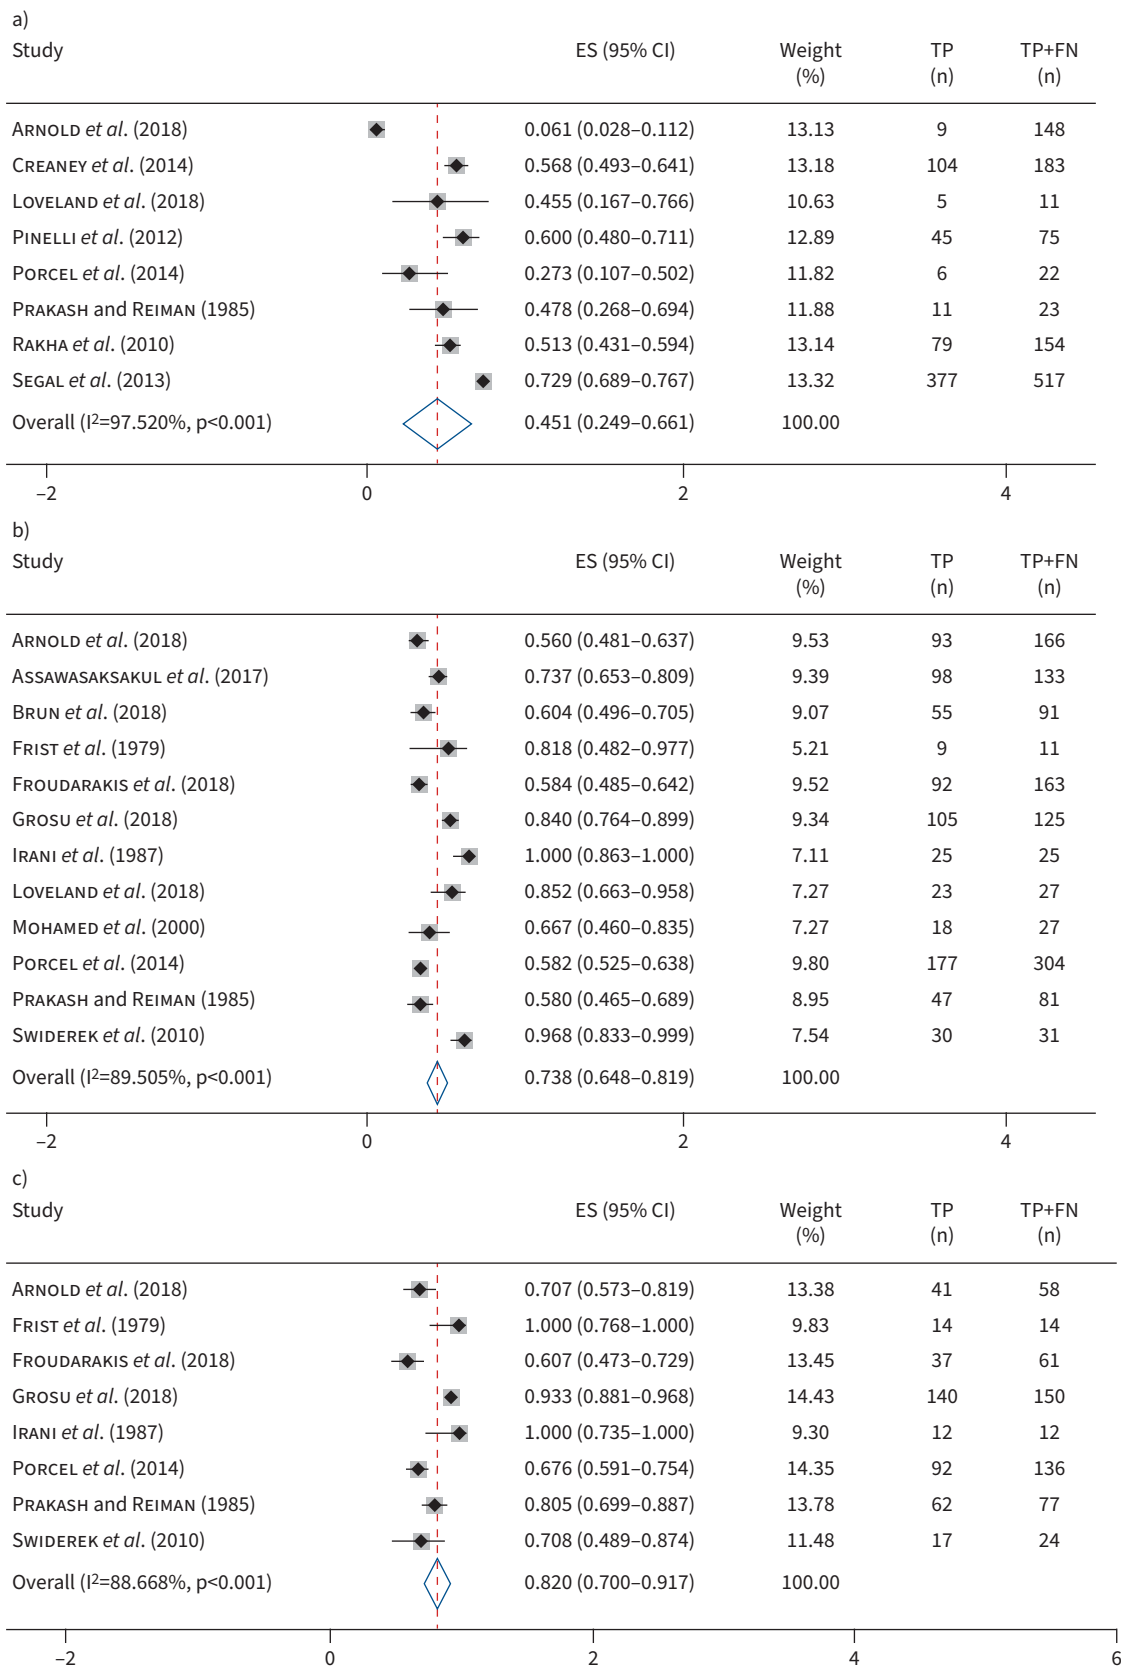 a)
Study ES (95% CI) Weight (%) TP (n) TP+FN (n)
ARNOLD et al. (2018) 0.061 (0.028–0.112) 13.13 9 148
CREANEY et al. (2014) 0.568 (0.493–0.641) 13.18 104 183
LOVELAND et al. (2018) 0.455 (0.167–0.766) 10.63 5 11
PINELLI et al. (2012) 0.600 (0.480–0.711) 12.89 45 75
PORCEL et al. (2014) 0.273 (0.107–0.502) 11.82 6 22
PRAKASH and REIMAN (1985) 0.478 (0.268–0.694) 11.88 11 23
RAKHA et al. (2010) 0.513 (0.431–0.594) 13.14 79 154
SEGAL et al. (2013) 0.729 (0.689–0.767) 13.32 377 517
Overall (I²=97.520%, p<0.001) 0.451 (0.249–0.661) 100.00
–2 0 2 4
b)
Study ES (95% CI) Weight (%) TP (n) TP+FN (n)
ARNOLD et al. (2018) 0.560 (0.481–0.637) 9.53 93 166
ASSAWASAKSAKUL et al. (2017) 0.737 (0.653–0.809) 9.39 98 133
BRUN et al. (2018) 0.604 (0.496–0.705) 9.07 55 91
FRIST et al. (1979) 0.818 (0.482–0.977) 5.21 9 11
FROUDARAKIS et al. (2018) 0.584 (0.485–0.642) 9.52 92 163
GROSU et al. (2018) 0.840 (0.764–0.899) 9.34 105 125
IRANI et al. (1987) 1.000 (0.863–1.000) 7.11 25 25
LOVELAND et al. (2018) 0.852 (0.663–0.958) 7.27 23 27
MOHAMED et al. (2000) 0.667 (0.460–0.835) 7.27 18 27
PORCEL et al. (2014) 0.582 (0.525–0.638) 9.80 177 304
PRAKASH and REIMAN (1985) 0.580 (0.465–0.689) 8.95 47 81
SWIDEREK et al. (2010) 0.968 (0.833–0.999) 7.54 30 31
Overall (I²=89.505%, p<0.001) 0.738 (0.648–0.819) 100.00
–2 0 2 4
c)
Study ES (95% CI) Weight (%) TP (n) TP+FN (n)
ARNOLD et al. (2018) 0.707 (0.573–0.819) 13.38 41 58
FRIST et al. (1979) 1.000 (0.768–1.000) 9.83 14 14
FROUDARAKIS et al. (2018) 0.607 (0.473–0.729) 13.45 37 61
GROSU et al. (2018) 0.933 (0.881–0.968) 14.43 140 150
IRANI et al. (1987) 1.000 (0.735–1.000) 9.30 12 12
PORCEL et al. (2014) 0.676 (0.591–0.754) 14.35 92 136
PRAKASH and REIMAN (1985) 0.805 (0.699–0.887) 13.78 62 77
SWIDEREK et al. (2010) 0.708 (0.489–0.874) 11.48 17 24
Overall (I²=88.668%, p<0.001) 0.820 (0.700–0.917) 100.00
–2 0 2 4 6